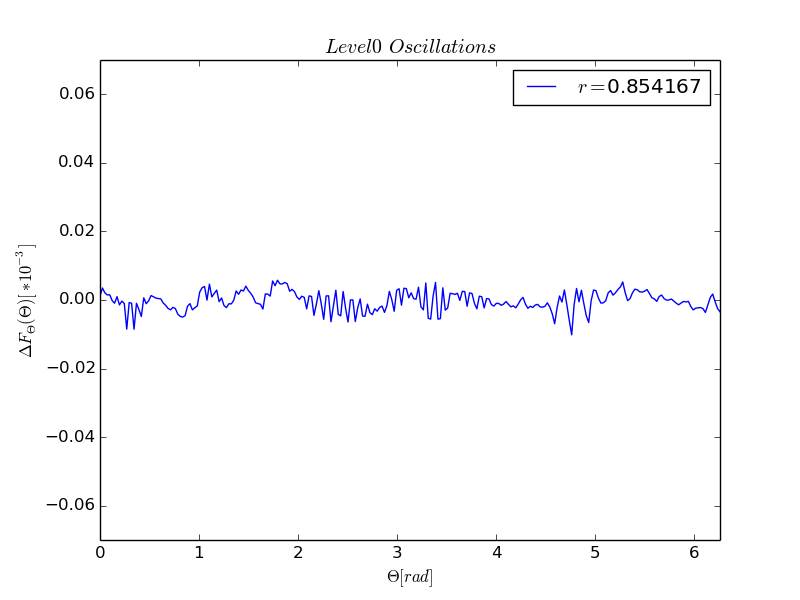 Level0 Oscillations
r=0.854167
0.06
0.04
0.02
0.00
−0.02
−0.04
−0.06
ΔF_Θ(Θ)[*10^{−3}]
0 1 2 3 4 5 6
Θ[rad]